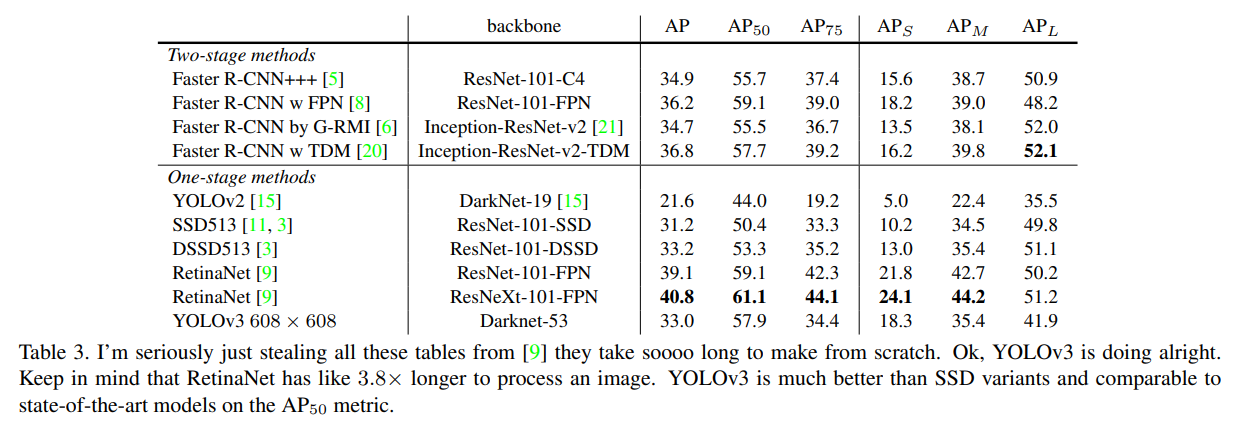 backbone AP AP50 AP75 APS APM APL
Two-stage methods
Faster R-CNN+++ [5] ResNet-101-C4 34.9 55.7 37.4 15.6 38.7 50.9
Faster R-CNN w FPN [8] ResNet-101-FPN 36.2 59.1 39.0 18.2 39.0 48.2
Faster R-CNN by G-RMI [6] Inception-ResNet-v2 [21] 34.7 55.5 36.7 13.5 38.1 52.0
Faster R-CNN w TDM [20] Inception-ResNet-v2-TDM 36.8 57.7 39.2 16.2 39.8 52.1
One-stage methods
YOLOv2 [15] DarkNet-19 [15] 21.6 44.0 19.2 5.0 22.4 35.5
SSD513 [11, 3] ResNet-101-SSD 31.2 50.4 33.3 10.2 34.5 49.8
DSSD513 [3] ResNet-101-DSSD 33.2 53.3 35.2 13.0 35.4 51.1
RetinaNet [9] ResNet-101-FPN 39.1 59.1 42.3 21.8 42.7 50.2
RetinaNet [9] ResNeXt-101-FPN 40.8 61.1 44.1 24.1 44.2 51.2
YOLOv3 608 × 608 Darknet-53 33.0 57.9 34.4 18.3 35.4 41.9
Table 3. I'm seriously just stealing all these tables from [9] they take soooo long to make from scratch. Ok, YOLOv3 is doing alright.
Keep in mind that RetinaNet has like 3.8× longer to process an image. YOLOv3 is much better than SSD variants and comparable to
state-of-the-art models on the AP50 metric.